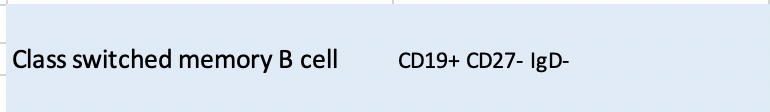 Class switched memory B cell CD19+ CD27- IgD-